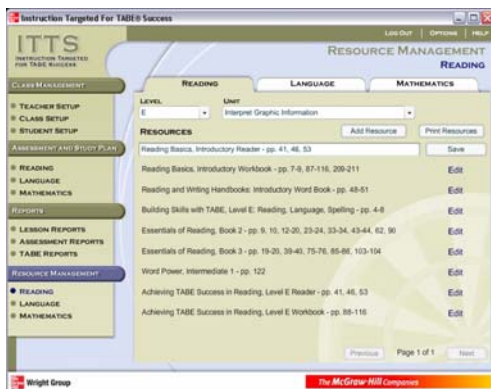 Instruction Targeted For TABE® Success
LOG OUT | OPTIONS | HELP
ITTS
INSTRUCTION TARGETED
FOR TABE SUCCESS
RESOURCE MANAGEMENT
READING
CLASS MANAGEMENT
TEACHER SETUP
CLASS SETUP
STUDENT SETUP
ASSESSMENT AND STUDY PLAN
READING
LANGUAGE
MATHEMATICS
REPORTS
LESSON REPORTS
ASSESSMENT REPORTS
TABE REPORTS
RESOURCE MANAGEMENT
READING
LANGUAGE
MATHEMATICS
READING LANGUAGE MATHEMATICS
LEVEL UNIT
E Interpret Graphic Information
RESOURCES Add Resource Print Resources
Reading Basics, Introductory Reader - pp. 41, 46, 53 Save
Reading Basics, Introductory Workbook - pp. 7-9, 87-116, 209-211 Edit
Reading and Writing Handbooks: Introductory Word Book - pp. 48-51 Edit
Building Skills with TABE, Level E: Reading, Language, Spelling - pp. 4-8 Edit
Essentials of Reading, Book 2 - pp. 9, 10, 12-20, 23-24, 33-34, 43-44, 62, 90 Edit
Essentials of Reading, Book 3 - pp. 19-20, 39-40, 75-76, 85-86, 103-104 Edit
Word Power, Intermediate 1 - pp. 122 Edit
Achieving TABE Success in Reading, Level E Reader - pp. 41, 46, 53 Edit
Achieving TABE Success in Reading, Level E Workbook - pp. 88-116 Edit
Previous Page 1 of 1 Next
Wright Group The McGraw·Hill Companies